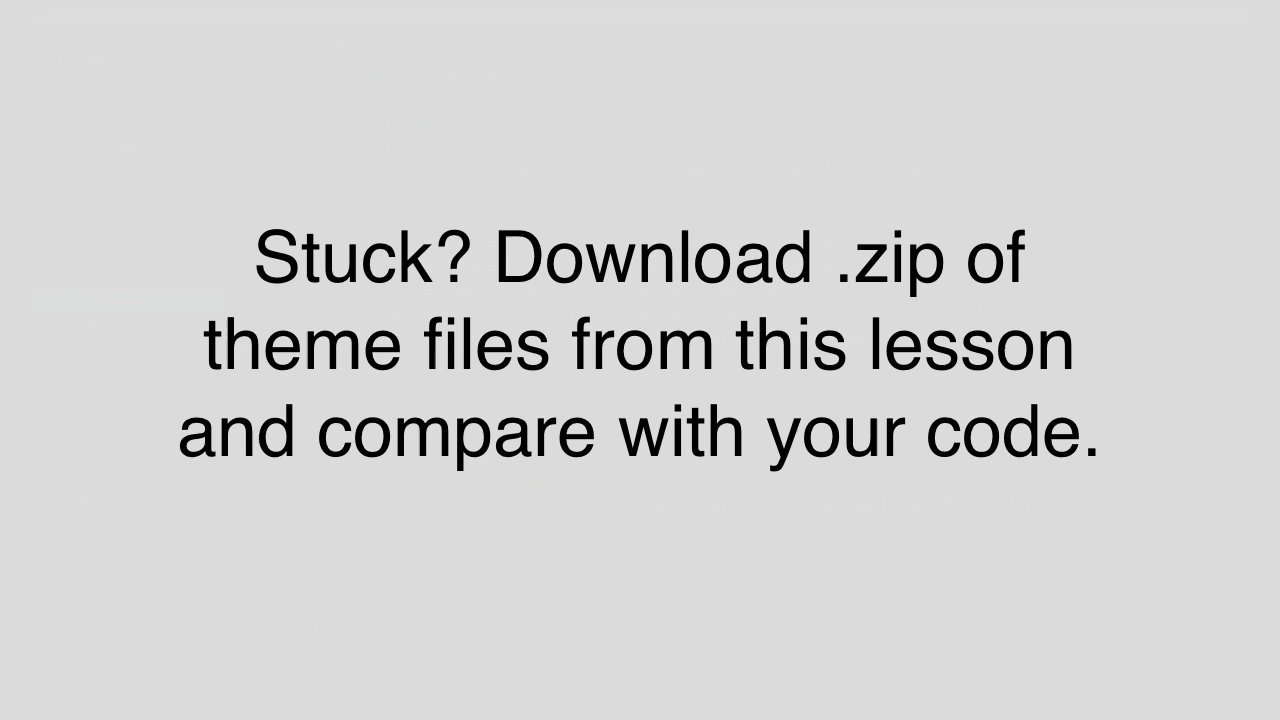 Stuck? Download .zip of
theme files from this lesson
and compare with your code.